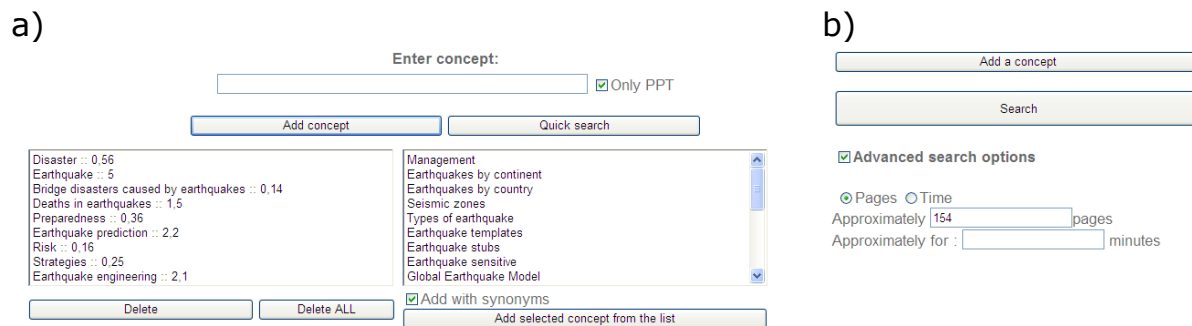 a)
Enter concept:
Only PPT
Add concept
Quick search
Disaster :: 0,56
Earthquake :: 5
Bridge disasters caused by earthquakes :: 0,14
Deaths in earthquakes :: 1,5
Preparedness :: 0,36
Earthquake prediction :: 2,2
Risk :: 0,16
Strategies :: 0,25
Earthquake engineering :: 2,1
Management
Earthquakes by continent
Earthquakes by country
Seismic zones
Types of earthquake
Earthquake templates
Earthquake stubs
Earthquake sensitive
Global Earthquake Model
Delete
Delete ALL
Add with synonyms
Add selected concept from the list
b)
Add a concept
Search
Advanced search options
Pages Time
Approximately 154 pages
Approximately for : minutes